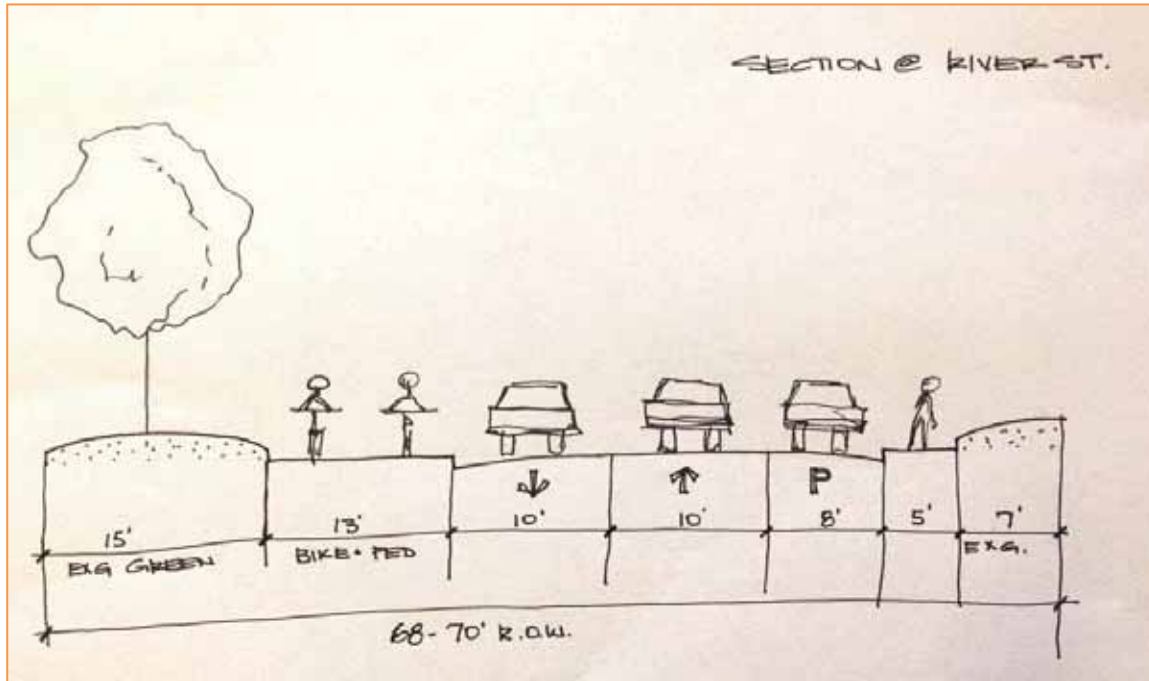 SECTION @ RIVER ST.
P
15' 13' 10' 10' 8' 5' 7'
EXG GREEN BIKE + PED EXG.
68-70' R.O.W.